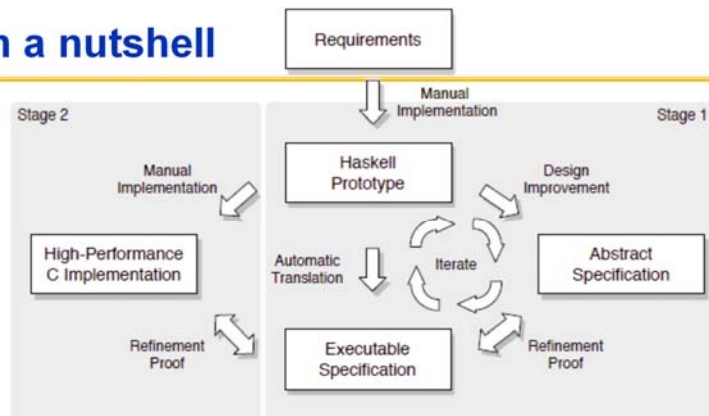 a nutshell
Requirements
Manual
Implementation
Stage 2
Stage 1
Haskell
Prototype
Manual
Implementation
Design
Improvement
High-Performance
C Implementation
Automatic
Translation
Iterate
Abstract
Specification
Refinement
Proof
Executable
Specification
Refinement
Proof